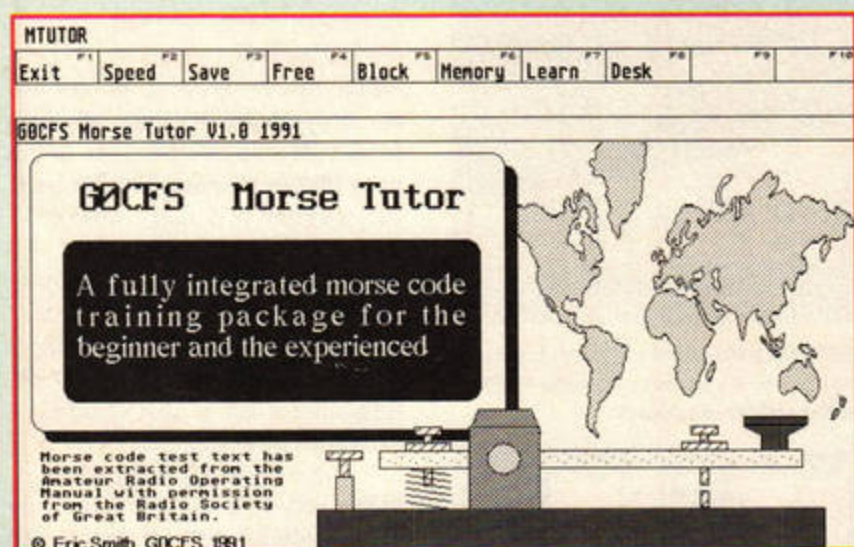 MTUTOR
F1 F2 F3 F4 F5 F6 F7 F8 F9 F10
Exit Speed Save Free Block Memory Learn Desk
G0CFS Morse Tutor V1.0 1991
G0CFS Morse Tutor
A fully integrated morse code
training package for the
beginner and the experienced
Morse code test text has
been extracted from the
Amateur Radio Operating
Manual with permission
from the Radio Society
of Great Britain.
© Eric Smith G0CFS 1991